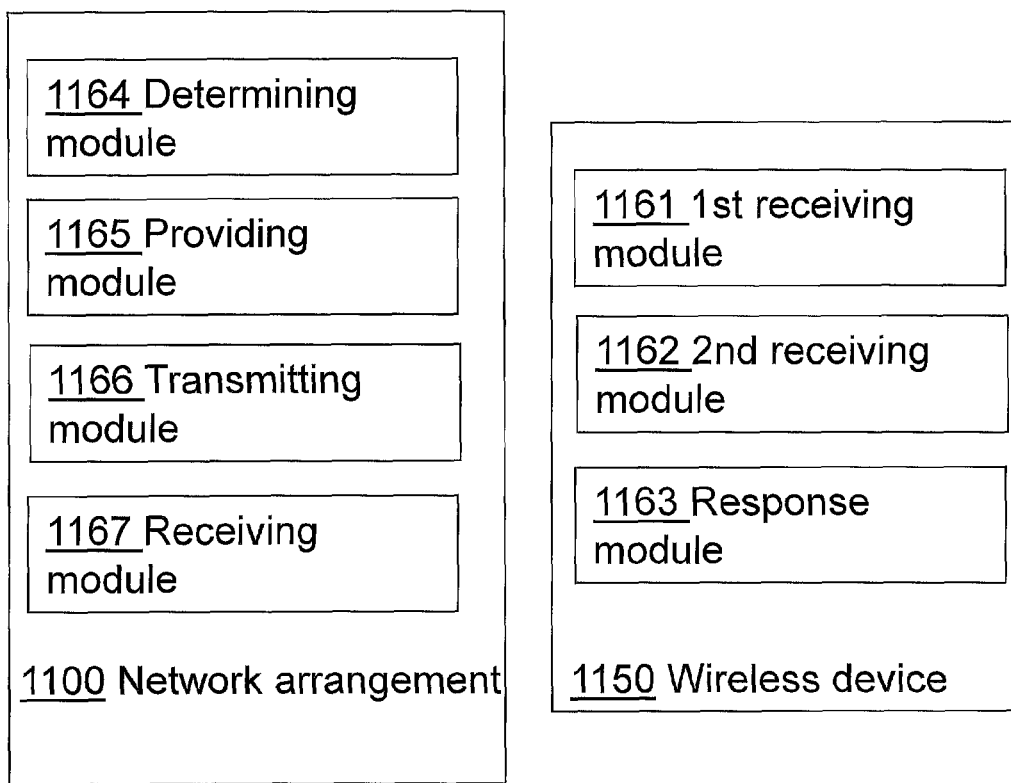 1164 Determining
module
1165 Providing
module
1166 Transmitting
module
1167 Receiving
module
1100 Network arrangement
1161 1st receiving
module
1162 2nd receiving
module
1163 Response
module
1150 Wireless device